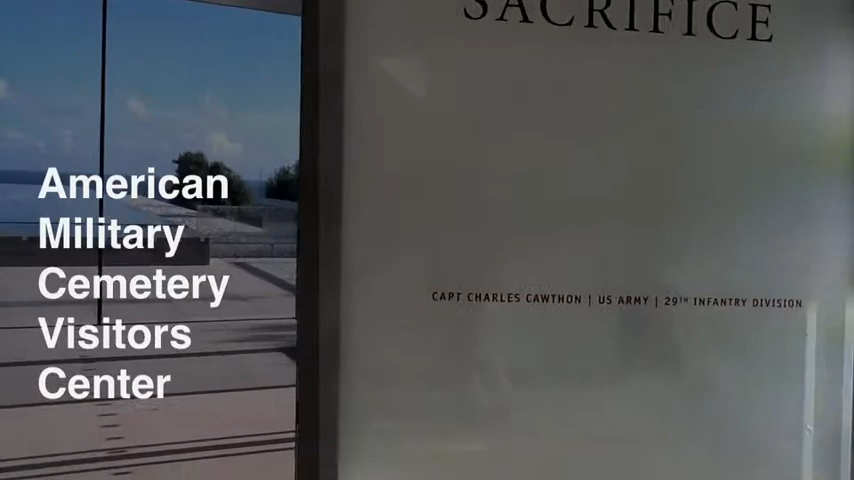 SACRIFICE
American
Military
Cemetery
Visitors
Center
CAPT CHARLES CAWTHON | US ARMY | 29TH INFANTRY DIVISION